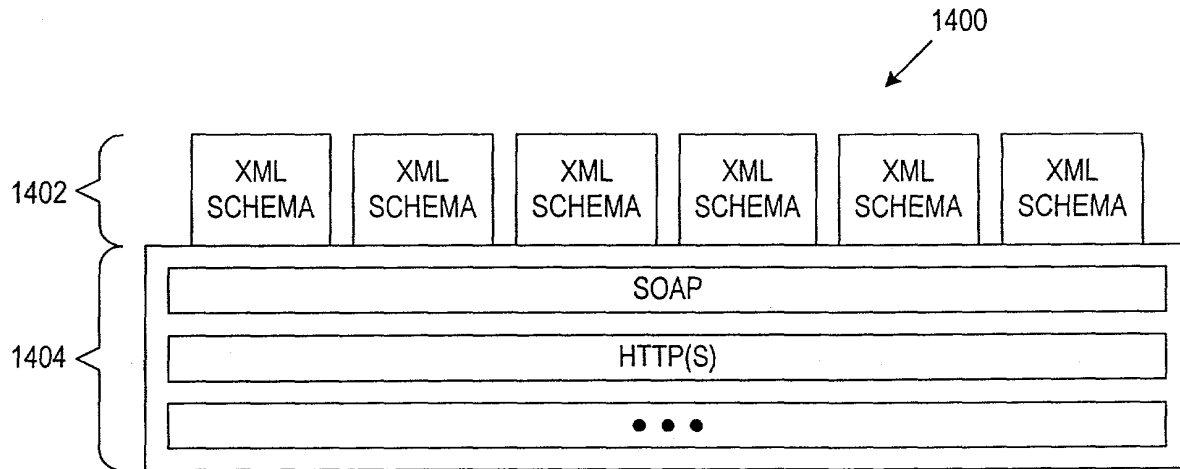 1400
1402
XML SCHEMA
XML SCHEMA
XML SCHEMA
XML SCHEMA
XML SCHEMA
XML SCHEMA
1404
SOAP
HTTP(S)
• • •